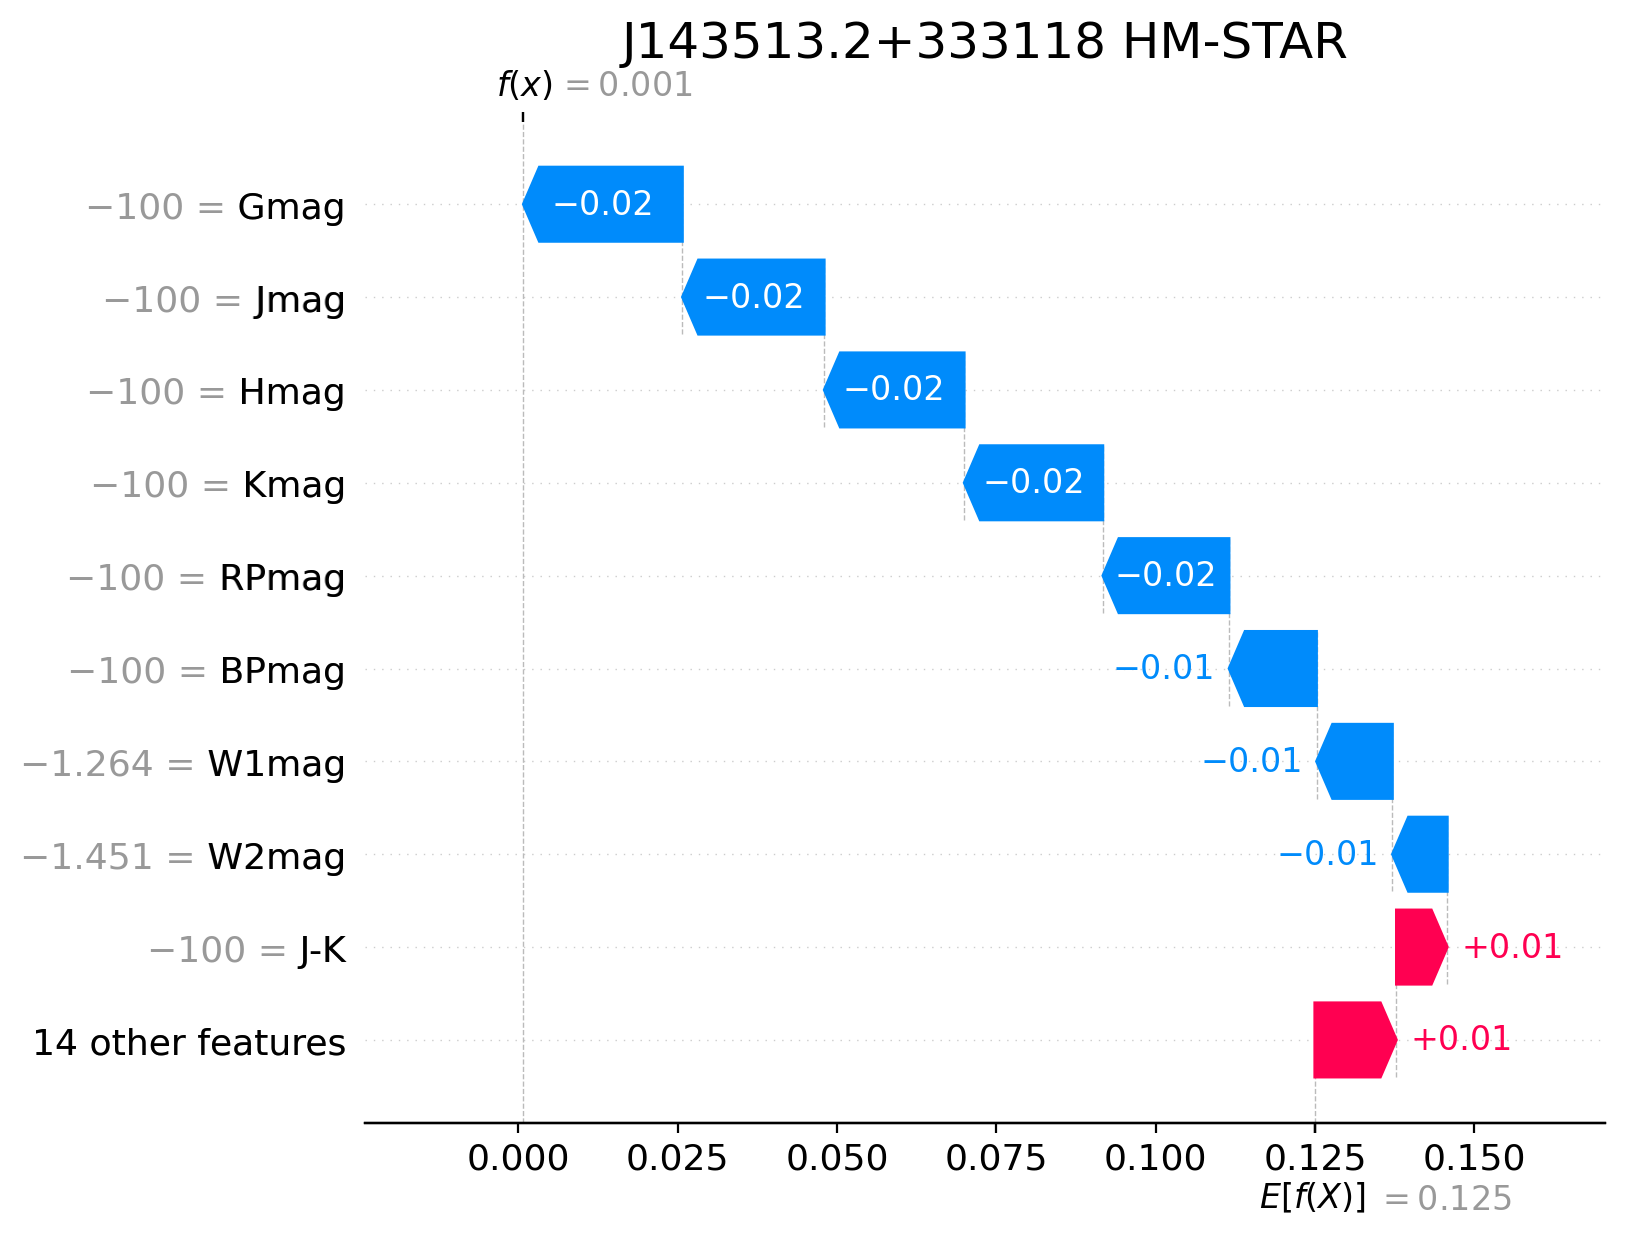 J143513.2+333118 HM-STAR
f(x) = 0.001
−100 = Gmag
−0.02
−100 = Jmag
−0.02
−100 = Hmag
−0.02
−100 = Kmag
−0.02
−100 = RPmag
−0.02
−100 = BPmag
−0.01
−1.264 = W1mag
−0.01
−1.451 = W2mag
−0.01
−100 = J-K
+0.01
14 other features
+0.01
0.000 0.025 0.050 0.075 0.100 0.125 0.150
E[f(X)] = 0.125